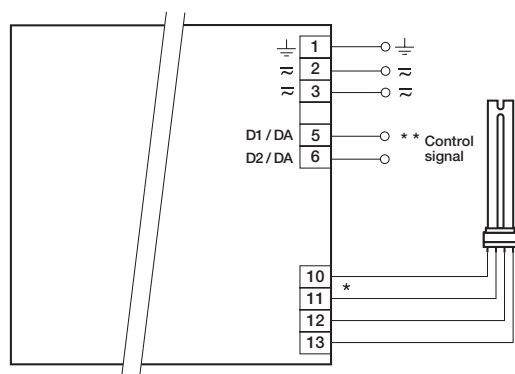 ⏚ 1 ⏚
≂ 2 ≂
≂ 3 ≂
D1 / DA 5 * * Control
D2 / DA 6 signal
10
*
11
12
13